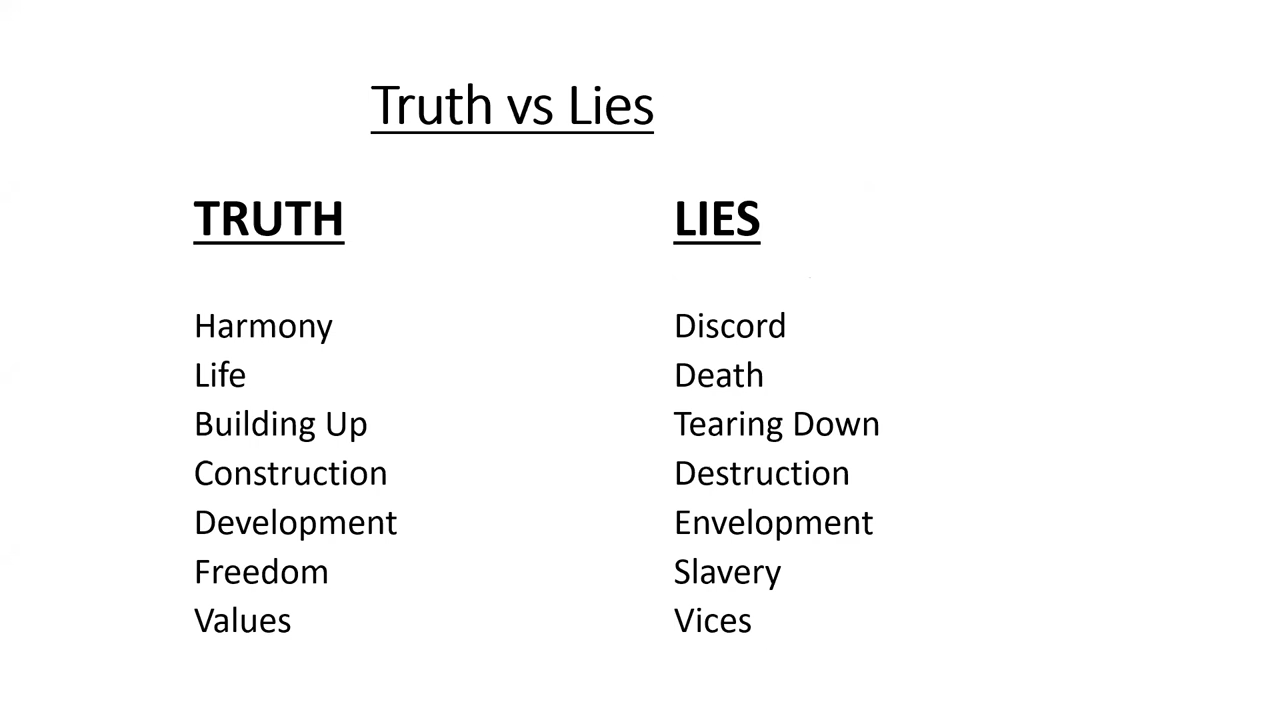 Truth vs Lies
TRUTH
Harmony
Life
Building Up
Construction
Development
Freedom
Values
LIES
Discord
Death
Tearing Down
Destruction
Envelopment
Slavery
Vices